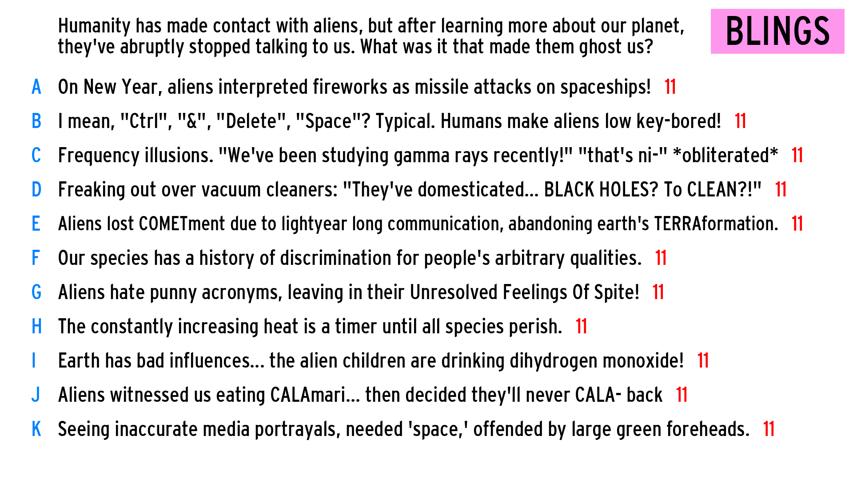 Humanity has made contact with aliens, but after learning more about our planet,
they've abruptly stopped talking to us. What was it that made them ghost us?
BLINGS
A On New Year, aliens interpreted fireworks as missile attacks on spaceships! 11
B I mean, "Ctrl", "&", "Delete", "Space"? Typical. Humans make aliens low key-bored! 11
C Frequency illusions. "We've been studying gamma rays recently!" "that's ni-" *obliterated* 11
D Freaking out over vacuum cleaners: "They've domesticated... BLACK HOLES? To CLEAN?!" 11
E Aliens lost COMETment due to lightyear long communication, abandoning earth's TERRAformation. 11
F Our species has a history of discrimination for people's arbitrary qualities. 11
G Aliens hate punny acronyms, leaving in their Unresolved Feelings Of Spite! 11
H The constantly increasing heat is a timer until all species perish. 11
I Earth has bad influences... the alien children are drinking dihydrogen monoxide! 11
J Aliens witnessed us eating CALAmari... then decided they'll never CALA- back 11
K Seeing inaccurate media portrayals, needed 'space,' offended by large green foreheads. 11